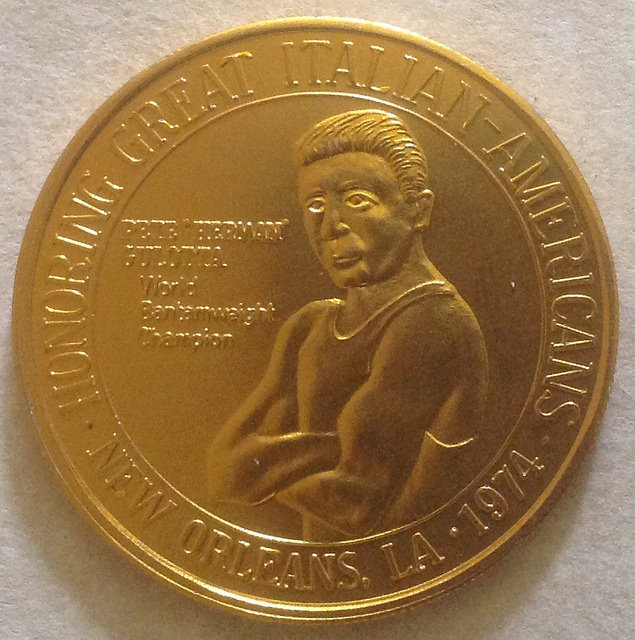 HONORING GREAT ITALIAN-AMERICANS
· NEW ORLEANS, LA · 1974 ·
PETE "HERMAN"
GULOTTA
World
Bantamweight
Champion